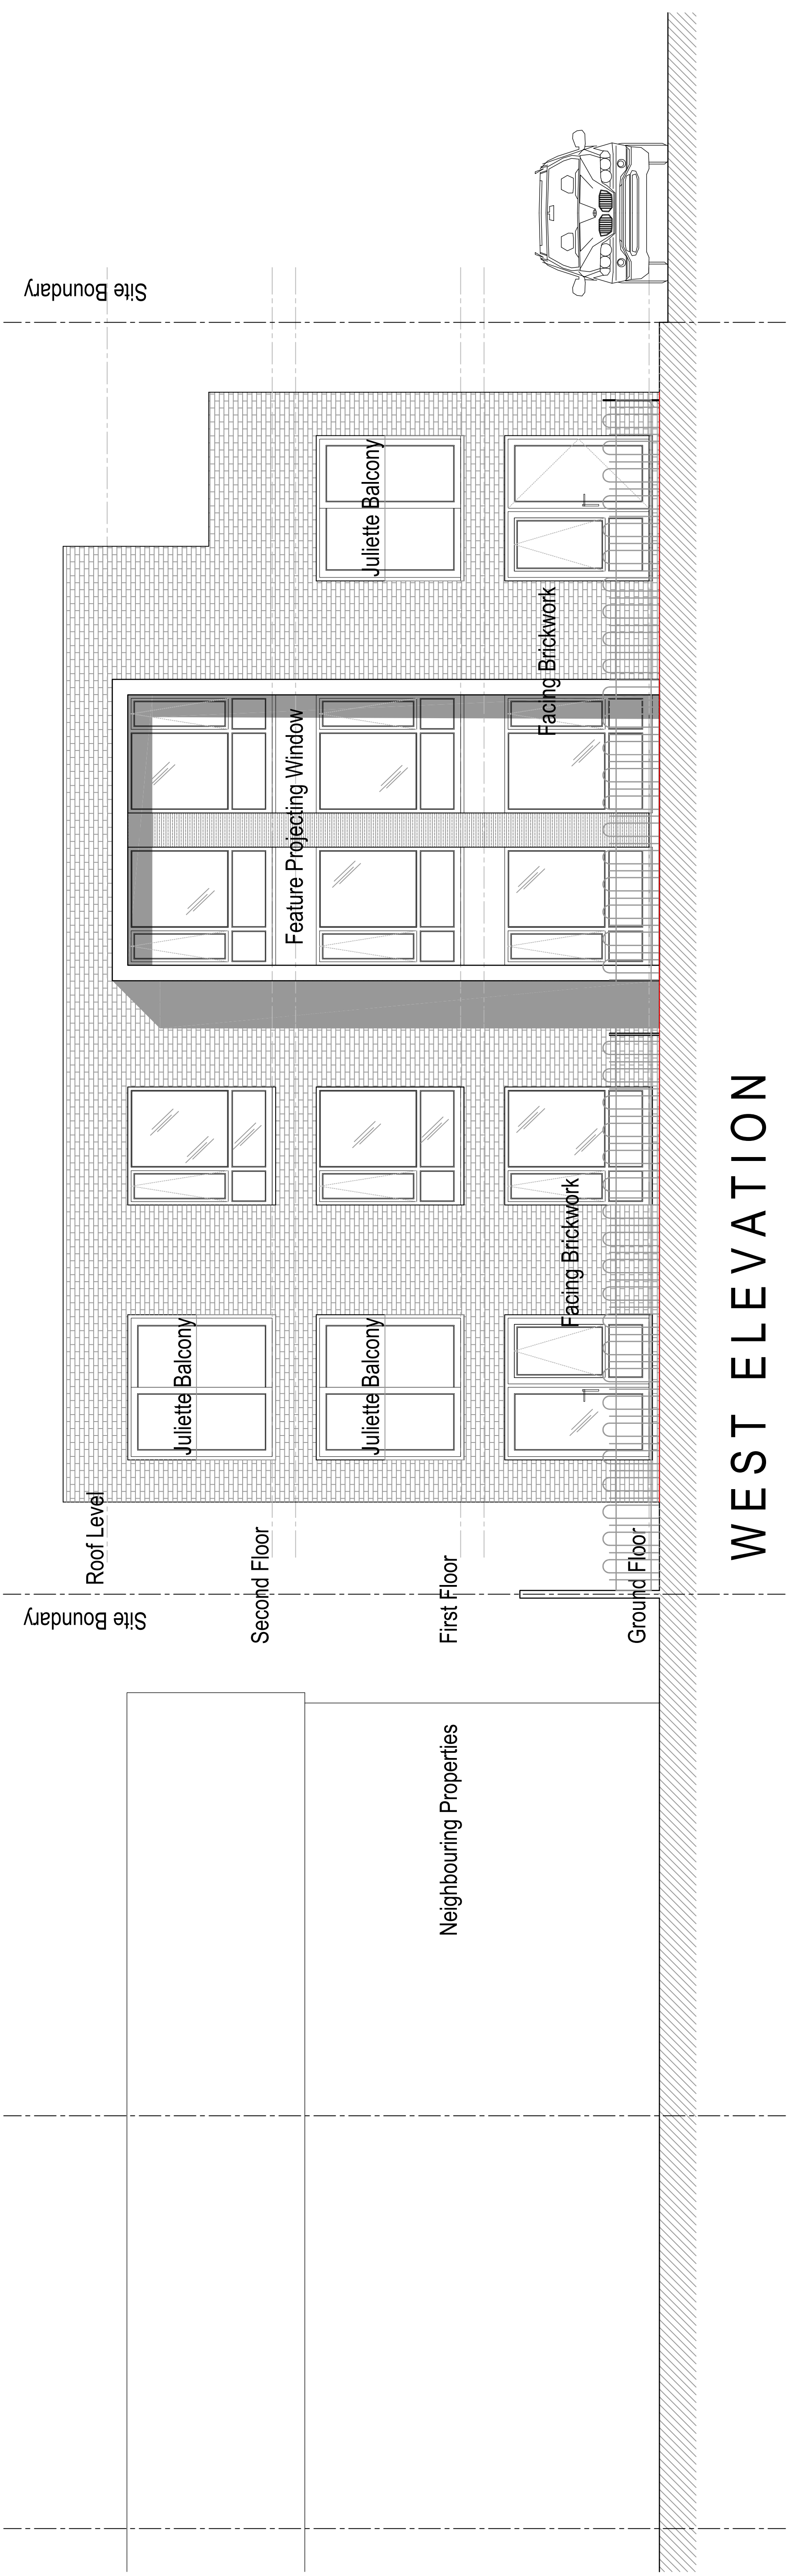 Site Boundary
Site Boundary
Roof Level
Second Floor
First Floor
Ground Floor
Juliette Balcony
Juliette Balcony
Feature Projecting Window
Juliette Balcony
Facing Brickwork
Facing Brickwork
Neighbouring Properties
WEST ELEVATION